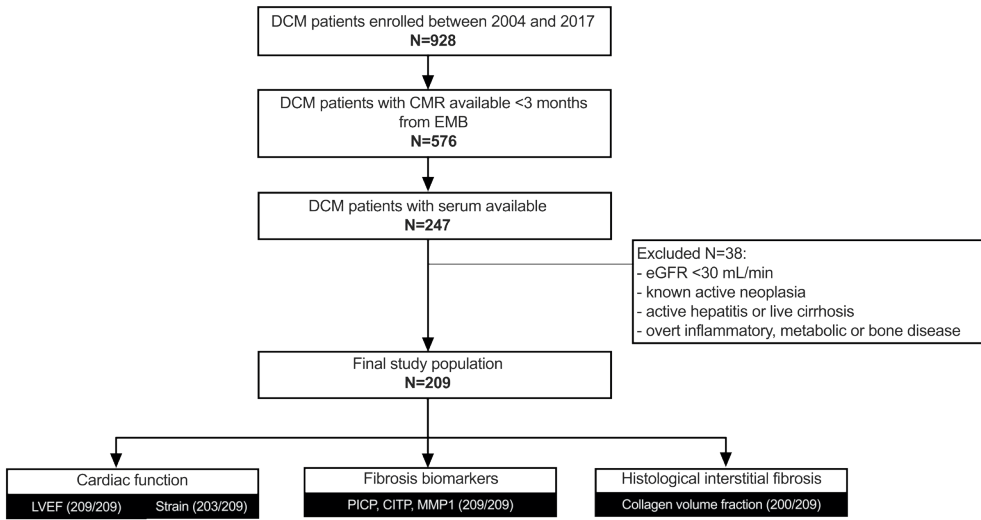 DCM patients enrolled between 2004 and 2017
N=928
DCM patients with CMR available <3 months
from EMB
N=576
DCM patients with serum available
N=247
Excluded N=38:
- eGFR <30 mL/min
- known active neoplasia
- active hepatitis or live cirrhosis
- overt inflammatory, metabolic or bone disease
Final study population
N=209
Cardiac function
LVEF (209/209) Strain (203/209)
Fibrosis biomarkers
PICP, CITP, MMP1 (209/209)
Histological interstitial fibrosis
Collagen volume fraction (200/209)